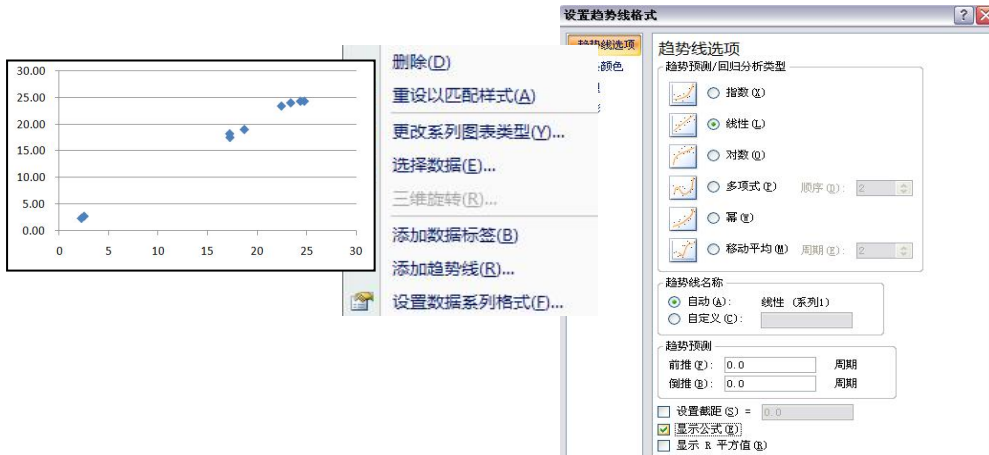 30.00
25.00
20.00
15.00
10.00
5.00
0.00
0 5 10 15 20 25 30
删除(D)
重设以匹配样式(A)
更改系列图表类型(Y)...
选择数据(E)...
三维旋转(R)...
添加数据标签(B)
添加趋势线(R)...
设置数据系列格式(F)...
设置趋势线格式
趋势线选项
颜色
趋势线选项
趋势预测/回归分析类型
指数(X)
线性(L)
对数(O)
多项式(P) 顺序(D): 2
幂(W)
移动平均(M) 周期(E): 2
趋势线名称
自动(A): 线性 (系列1)
自定义(C):
趋势预测
前推(F): 0.0 周期
倒推(B): 0.0 周期
设置截距(S) = 0.0
显示公式(E)
显示 R 平方值(R)